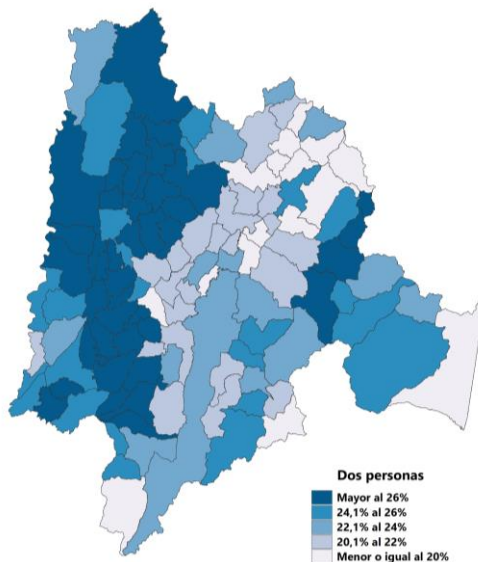 Dos personas
Mayor al 26%
24,1% al 26%
22,1% al 24%
20,1% al 22%
Menor o igual al 20%